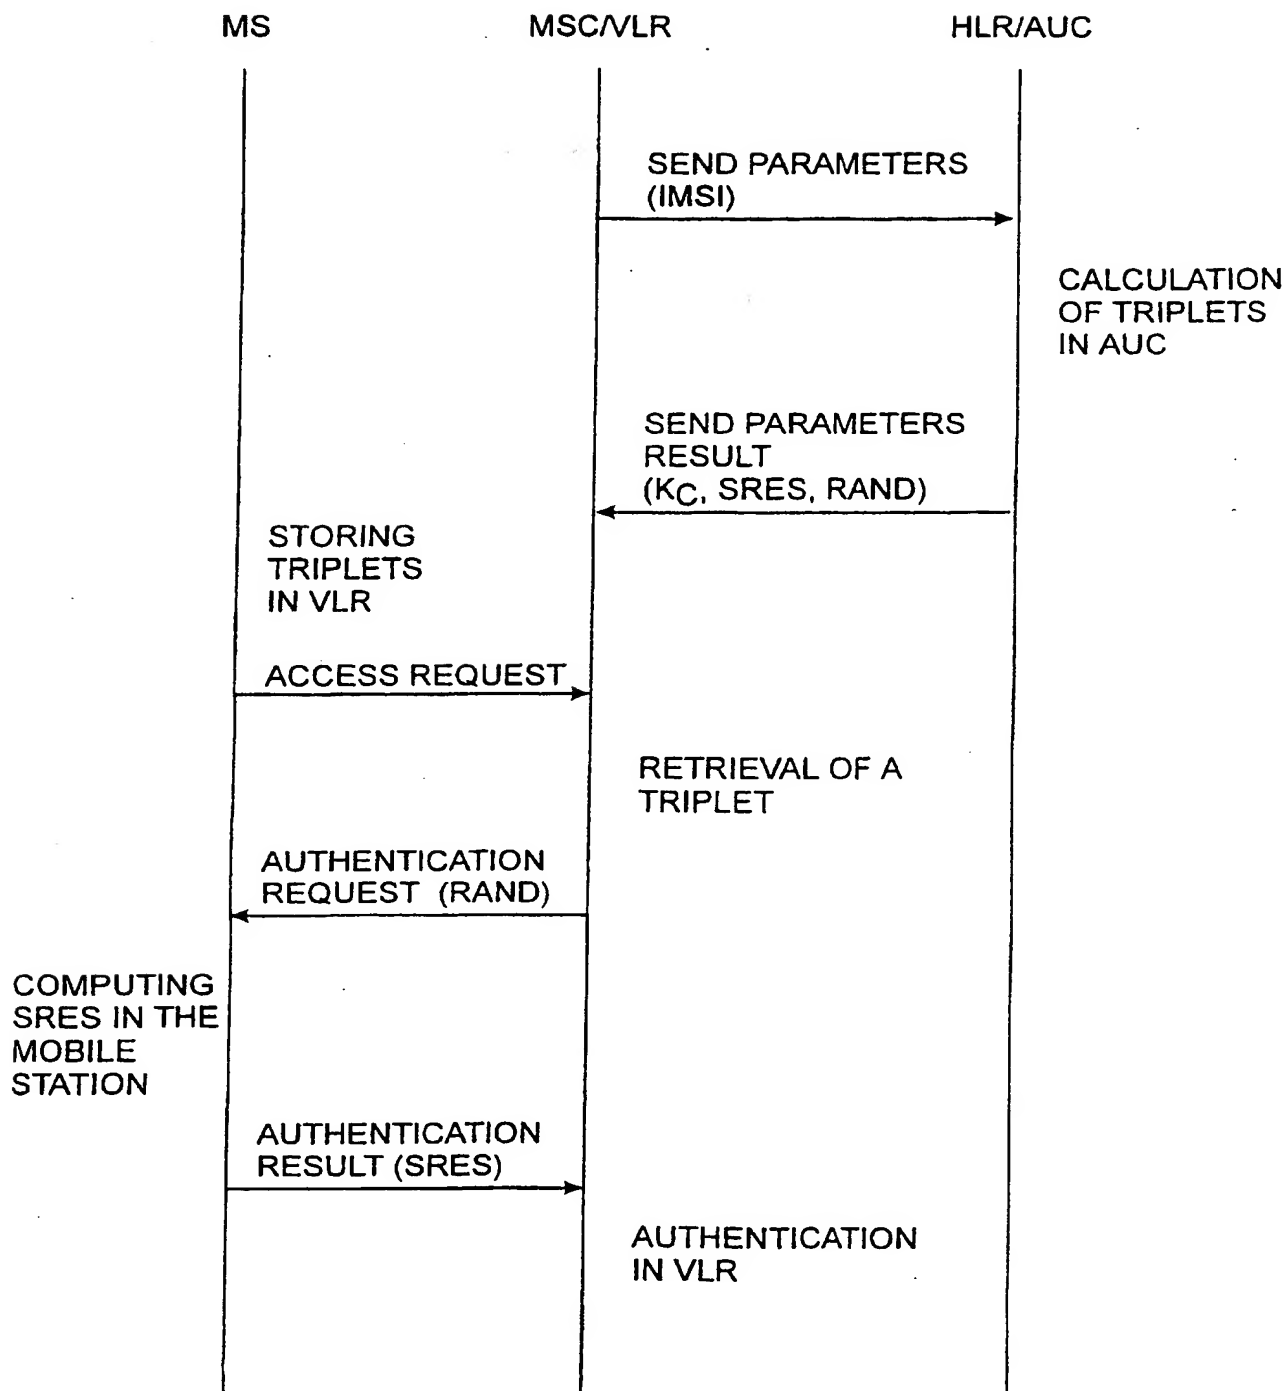 MS MSC/VLR HLR/AUC
SEND PARAMETERS
(IMSI)
CALCULATION
OF TRIPLETS
IN AUC
SEND PARAMETERS
RESULT
(KC, SRES, RAND)
STORING
TRIPLETS
IN VLR
ACCESS REQUEST
RETRIEVAL OF A
TRIPLET
AUTHENTICATION
REQUEST (RAND)
COMPUTING
SRES IN THE
MOBILE
STATION
AUTHENTICATION
RESULT (SRES)
AUTHENTICATION
IN VLR